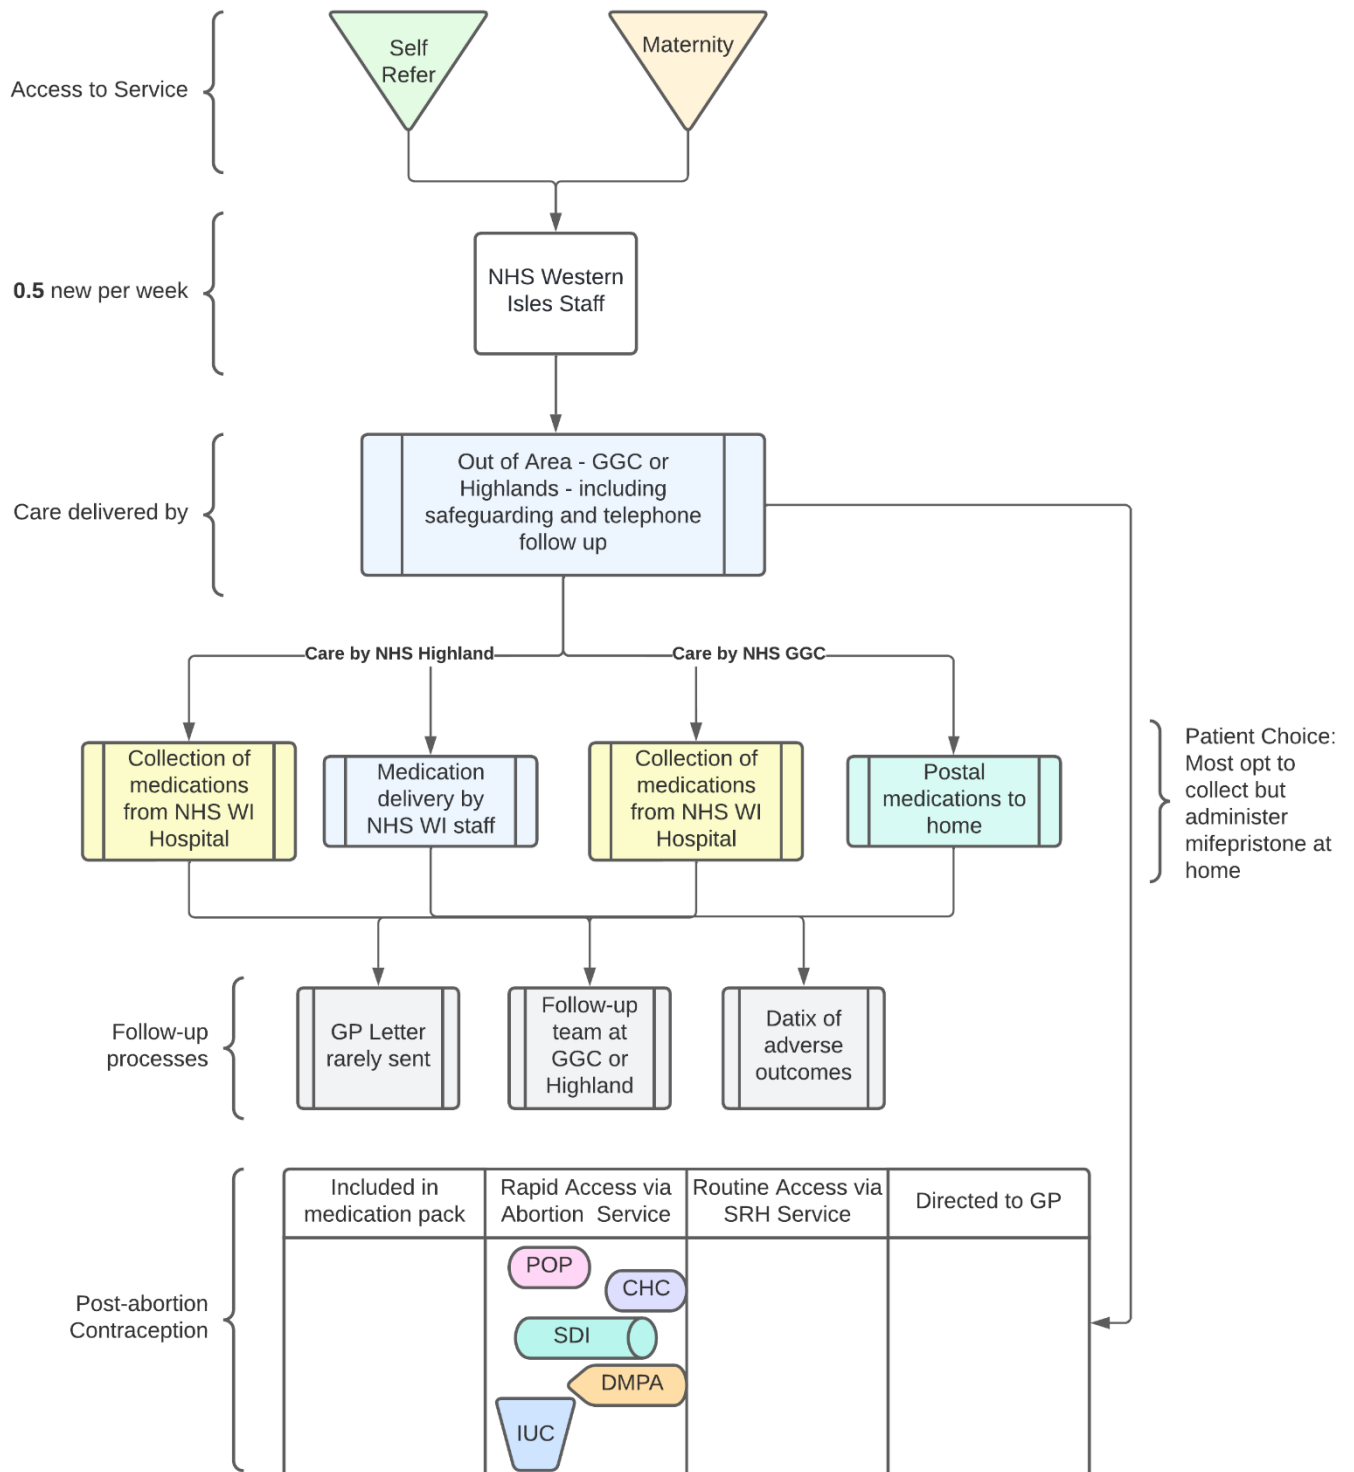 Self
Refer
Maternity
Access to Service
NHS Western
Isles Staff
0.5 new per week
Out of Area - GGC or
Highlands - including
safeguarding and telephone
follow up
Care delivered by
Care by NHS Highland
Care by NHS GGC
Collection of
medications
from NHS WI
Hospital
Medication
delivery by
NHS WI staff
Collection of
medications
from NHS WI
Hospital
Postal
medications to
home
Patient Choice:
Most opt to
collect but
administer
mifepristone at
home
Follow-up
processes
GP Letter
rarely sent
Follow-up
team at
GGC or
Highland
Datix of
adverse
outcomes
Post-abortion
Contraception
Included in
medication pack
Rapid Access via
Abortion Service
Routine Access via
SRH Service
Directed to GP
POP
CHC
SDI
DMPA
IUC